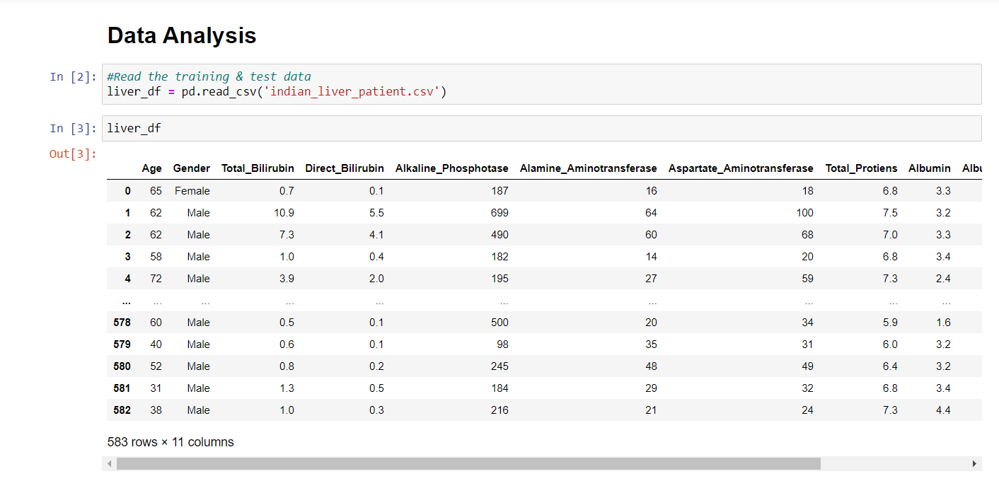 Data Analysis
In [2]: #Read the training & test data
liver_df = pd.read_csv('indian_liver_patient.csv')
In [3]: liver_df
Out[3]:
Age Gender Total_Bilirubin Direct_Bilirubin Alkaline_Phosphotase Alamine_Aminotransferase Aspartate_Aminotransferase Total_Protiens Albumin Albu
0 65 Female 0.7 0.1 187 16 18 6.8 3.3
1 62 Male 10.9 5.5 699 64 100 7.5 3.2
2 62 Male 7.3 4.1 490 60 68 7.0 3.3
3 58 Male 1.0 0.4 182 14 20 6.8 3.4
4 72 Male 3.9 2.0 195 27 59 7.3 2.4
... ... ... ... ... ... ... ... ... ...
578 60 Male 0.5 0.1 500 20 34 5.9 1.6
579 40 Male 0.6 0.1 98 35 31 6.0 3.2
580 52 Male 0.8 0.2 245 48 49 6.4 3.2
581 31 Male 1.3 0.5 184 29 32 6.8 3.4
582 38 Male 1.0 0.3 216 21 24 7.3 4.4
583 rows × 11 columns